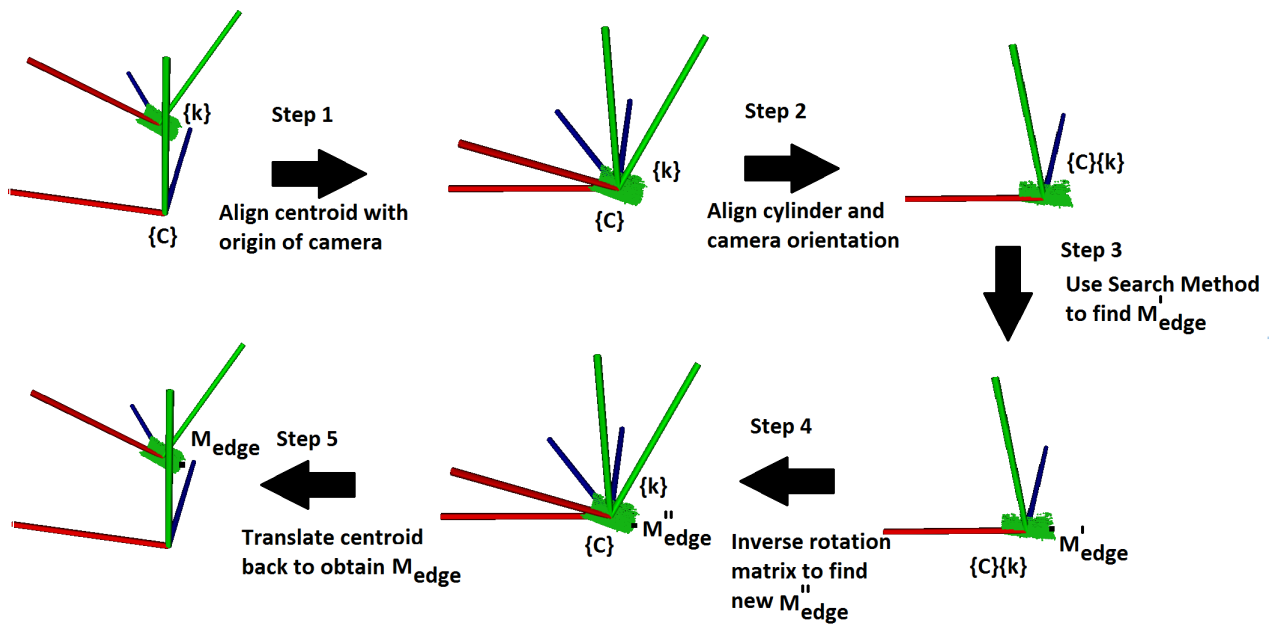 {k}
{C}
Step 1
Align centroid with
origin of camera
{k}
{C}
Step 2
Align cylinder and
camera orientation
{C}{k}
Step 3
Use Search Method
to find M'edge
{C}{k}
M'edge
Step 4
Inverse rotation
matrix to find
new M"edge
{k}
{C}
M"edge
Step 5
Translate centroid
back to obtain Medge
Medge